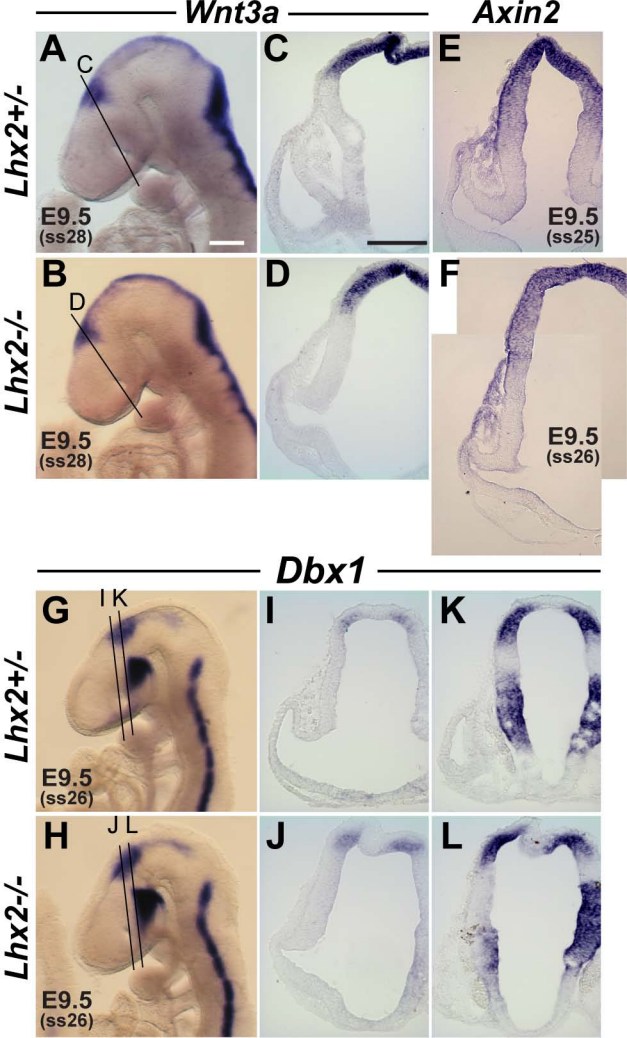 Wnt3a Axin2
Lhx2+/-
A
C
E9.5
(ss28)
C
E
E9.5
(ss25)
Lhx2-/-
B
D
E9.5
(ss28)
D
F
E9.5
(ss26)
Dbx1
Lhx2+/-
G
I K
E9.5
(ss26)
I
K
Lhx2-/-
H
J L
E9.5
(ss26)
J
L